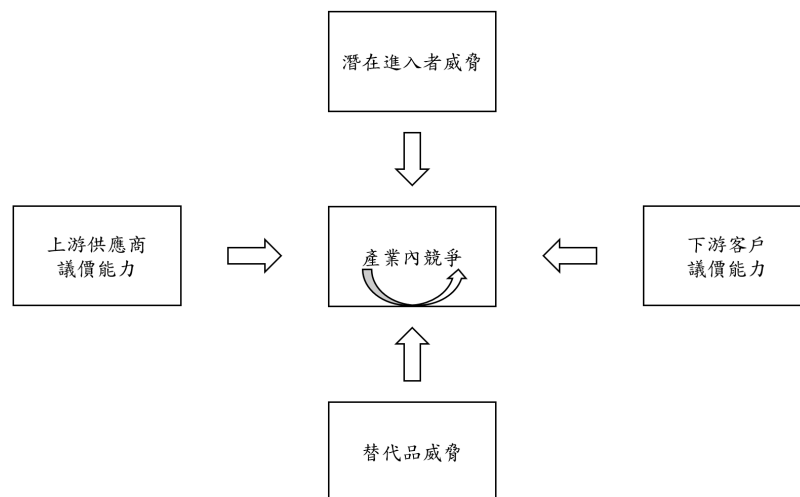 潛在進入者威脅
上游供應商
議價能力
產業內競爭
下游客戶
議價能力
替代品威脅